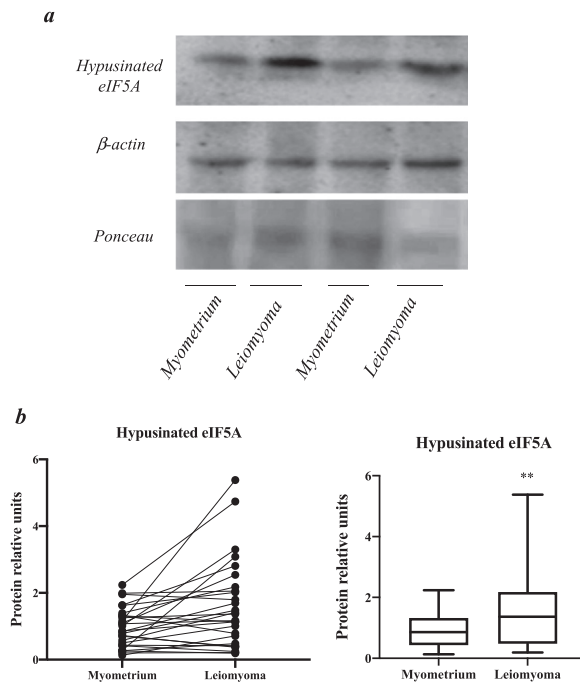 a
Hypusinated
eIF5A
β-actin
Ponceau
Myometrium
Leiomyoma
Myometrium
Leiomyoma
b
Hypusinated eIF5A
Protein relative units
6
4
2
0
Myometrium
Leiomyoma
Hypusinated eIF5A
**
Protein relative units
6
4
2
0
Myometrium
Leiomyoma